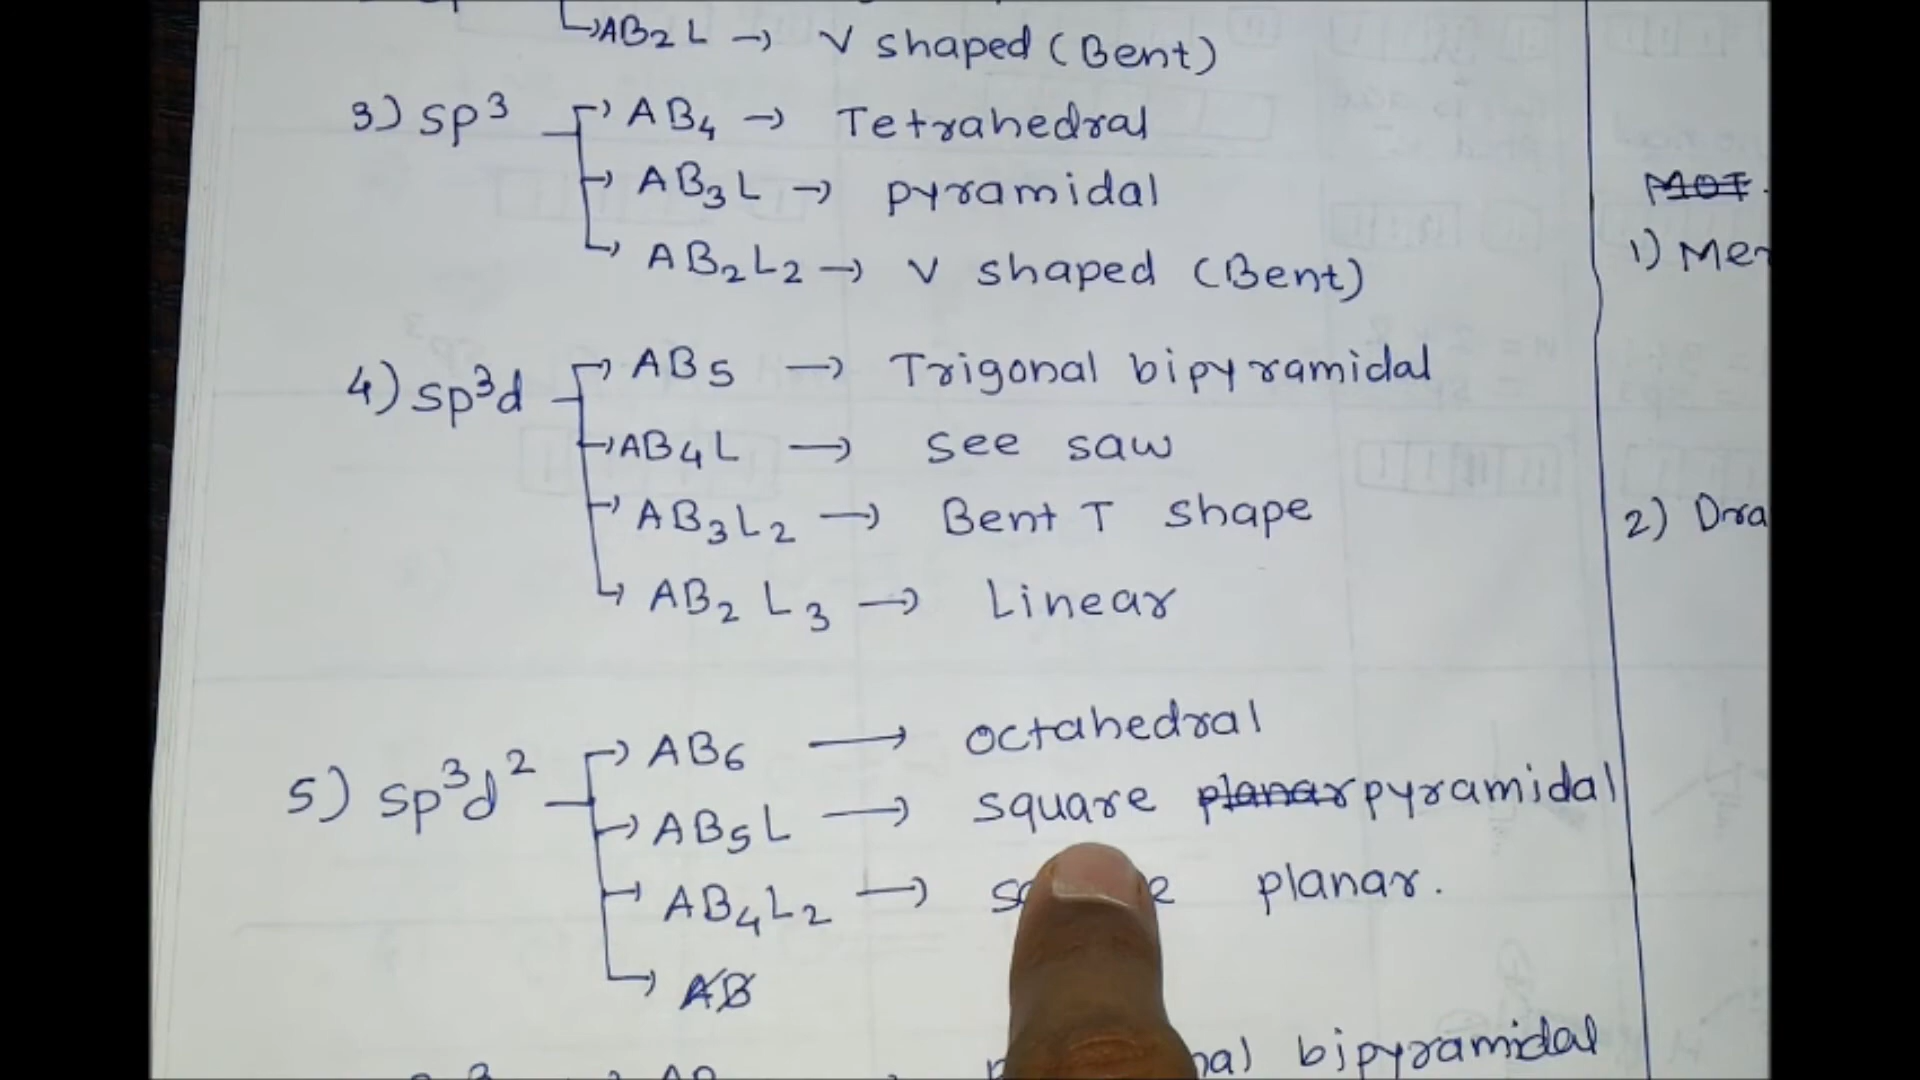 AB₂L → V shaped (Bent)
3) sp³ → AB₄ → Tetrahedral
→ AB₃L → pyramidal
→ AB₂L₂ → V shaped (Bent)
4) sp³d → AB₅ → Trigonal bipyramidal
→ AB₄L → see saw
→ AB₃L₂ → Bent T shape
→ AB₂L₃ → Linear
5) sp³d² → AB₆ → octahedral
→ AB₅L → square planar pyramidal
→ AB₄L₂ → planar.
→ AB
bipyramidal
MOT.
1) Me
2) Dra